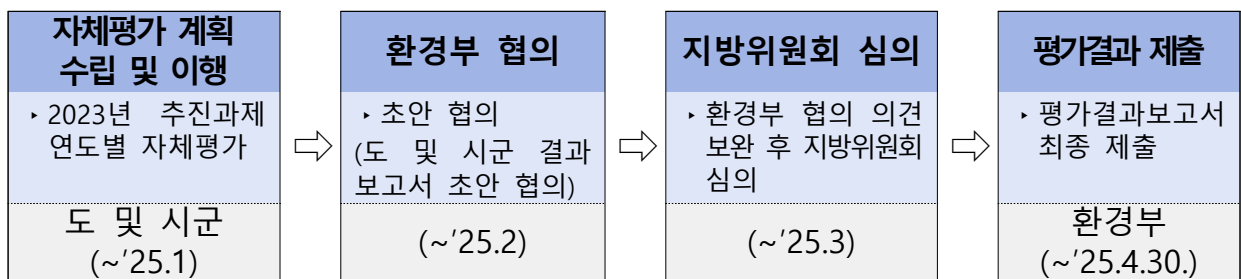 자체평가 계획
수립 및 이행
‣ 2023년 추진과제
연도별 자체평가
도 및 시군
(~′25.1)
환경부 협의
‣ 초안 협의
(도 및 시군 결과
보고서 초안 협의)
(~′25.2)
지방위원회 심의
‣ 환경부 협의 의견
보완 후 지방위원회
심의
(~′25.3)
평가결과 제출
‣ 평가결과보고서
최종 제출
환경부
(~′25.4.30.)